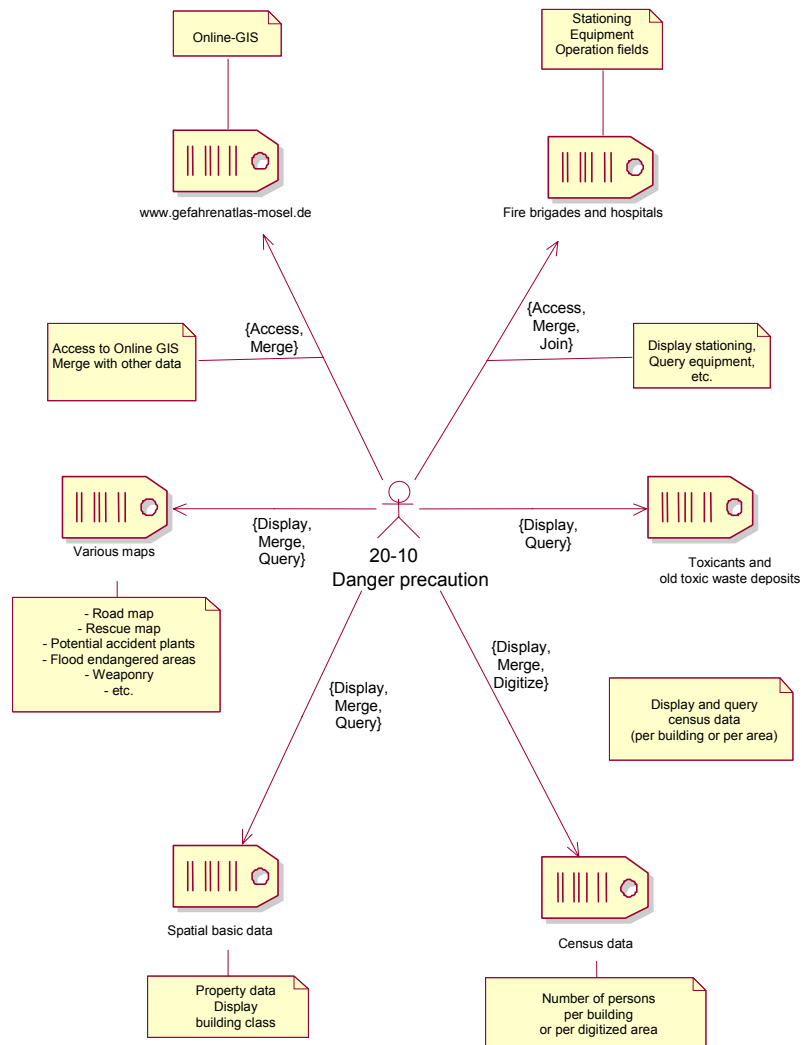 Online-GIS
Stationing
Equipment
Operation fields
www.gefahrenatlas-mosel.de
Fire brigades and hospitals
{Access,
Merge}
{Access,
Merge,
Join}
Access to Online GIS
Merge with other data
Display stationing,
Query equipment,
etc.
Various maps
{Display,
Merge,
Query}
{Display,
Query}
Toxicants and
old toxic waste deposits
20-10
Danger precaution
- Road map
- Rescue map
- Potential accident plants
- Flood endangered areas
- Weaponry
- etc.
{Display,
Merge,
Query}
{Display,
Merge,
Digitize}
Display and query
census data
(per building or per area)
Spatial basic data
Census data
Property data
Display
building class
Number of persons
per building
or per digitized area